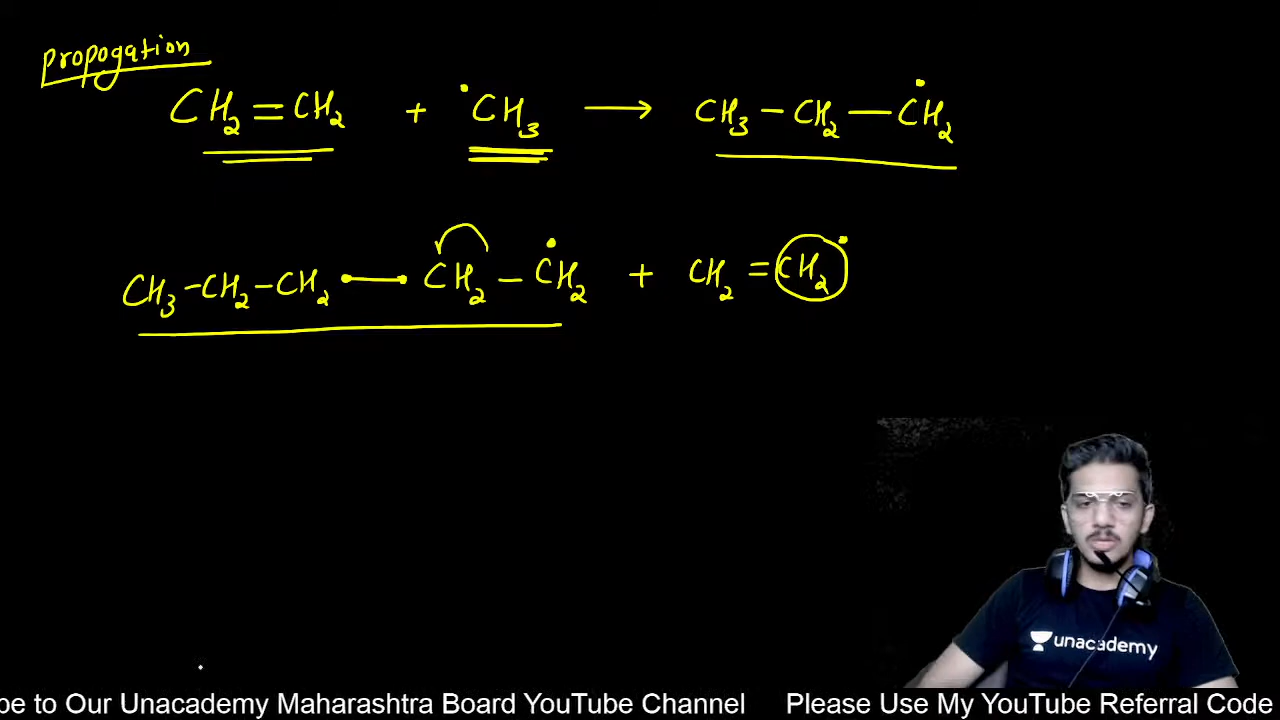 propogation
CH₂ = CH₂ + •CH₃ ⟶ CH₃ − CH₂ — ĊH₂
CH₃ − CH₂ − CH₂ •—• CH₂ − ĊH₂ + CH₂ = CH₂•
unacademy
be to Our Unacademy Maharashtra Board YouTube Channel Please Use My YouTube Referral Code